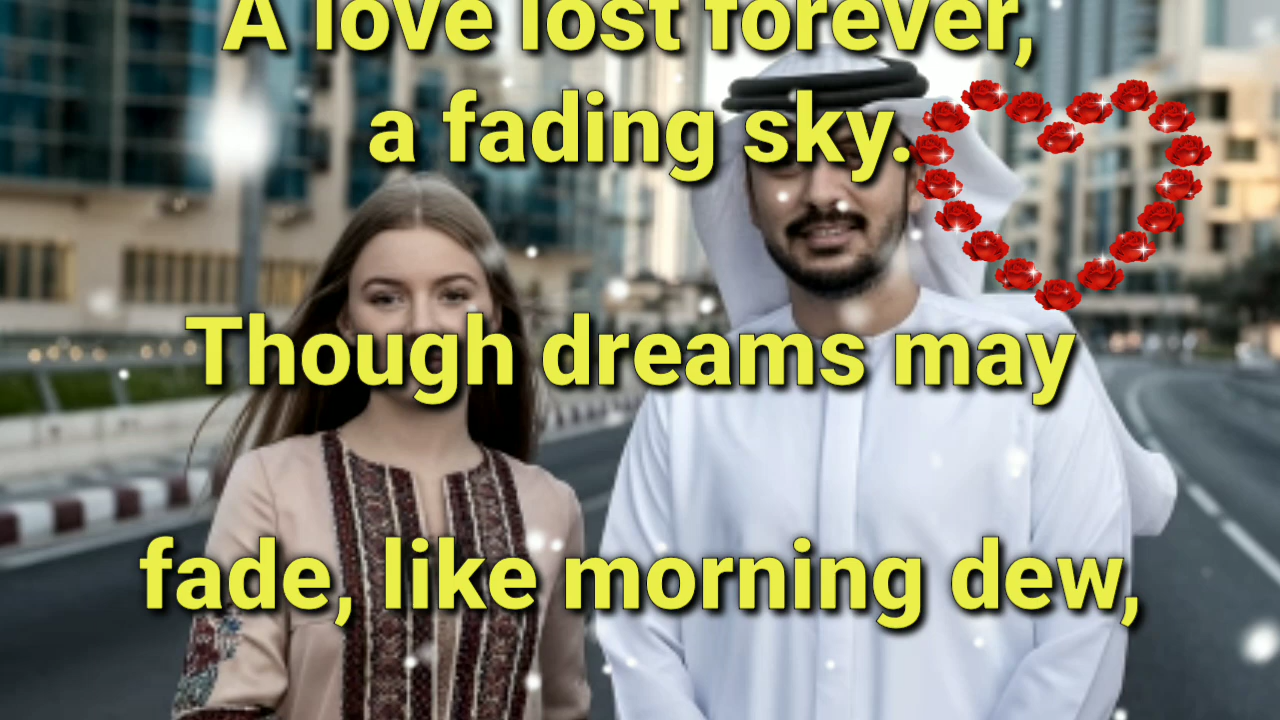 A love lost forever,
a fading sky.
Though dreams may
fade, like morning dew,